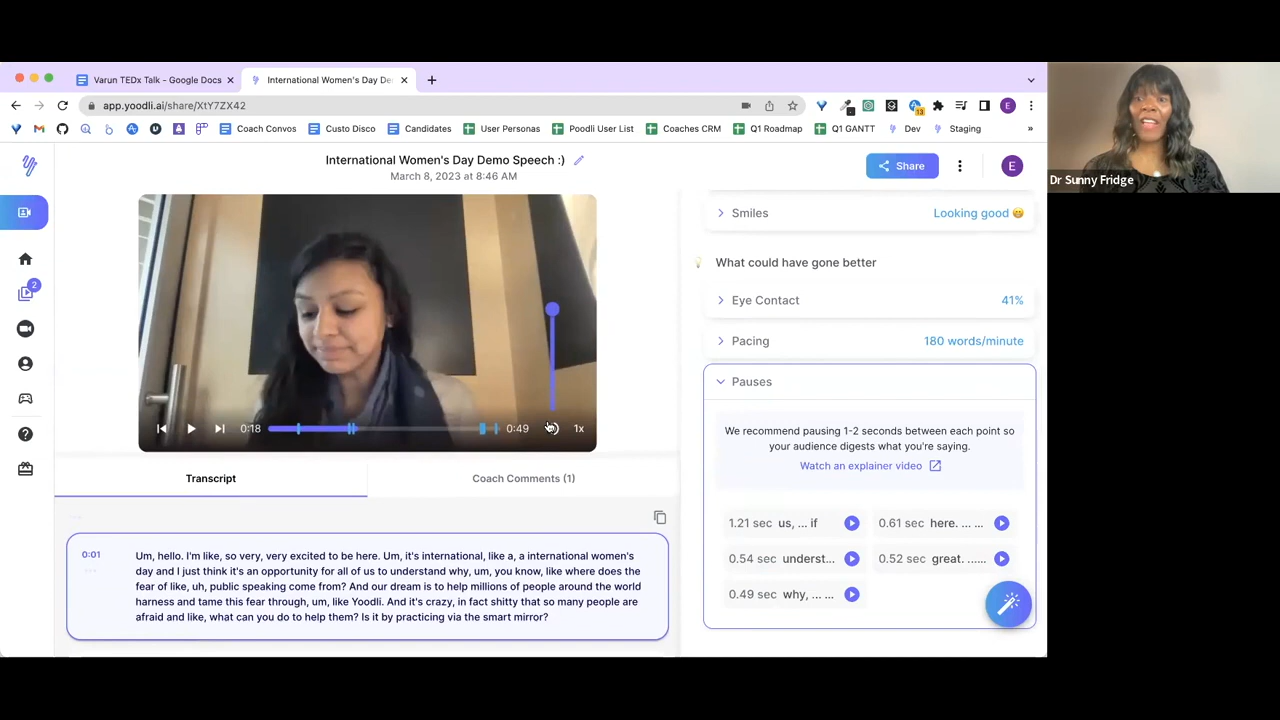 Varun TEDx Talk - Google Docs
International Women's Day De
app.yoodli.ai/share/XtY7ZX42
13
E
Coach Convos
Custo Disco
Candidates
User Personas
Poodli User List
Coaches CRM
Q1 Roadmap
Q1 GANTT
Dev
Staging
»
International Women's Day Demo Speech :)
March 8, 2023 at 8:46 AM
Share
E
Dr Sunny Fridge
2
0:18
0:49
1x
Smiles
Looking good 😁
What could have gone better
Eye Contact
41%
Pacing
180 words/minute
Pauses
We recommend pausing 1-2 seconds between each point so
your audience digests what you're saying.
Watch an explainer video
1.21 sec us, ... if
0.61 sec here. ... ...
0.54 sec underst...
0.52 sec great. ......
0.49 sec why, ... ...
Transcript
Coach Comments (1)
0:01
Um, hello. I'm like, so very, very excited to be here. Um, it's international, like a, a international women's
day and I just think it's an opportunity for all of us to understand why, um, you know, like where does the
fear of like, uh, public speaking come from? And our dream is to help millions of people around the world
harness and tame this fear through, um, like Yoodli. And it's crazy, in fact shitty that so many people are
afraid and like, what can you do to help them? Is it by practicing via the smart mirror?